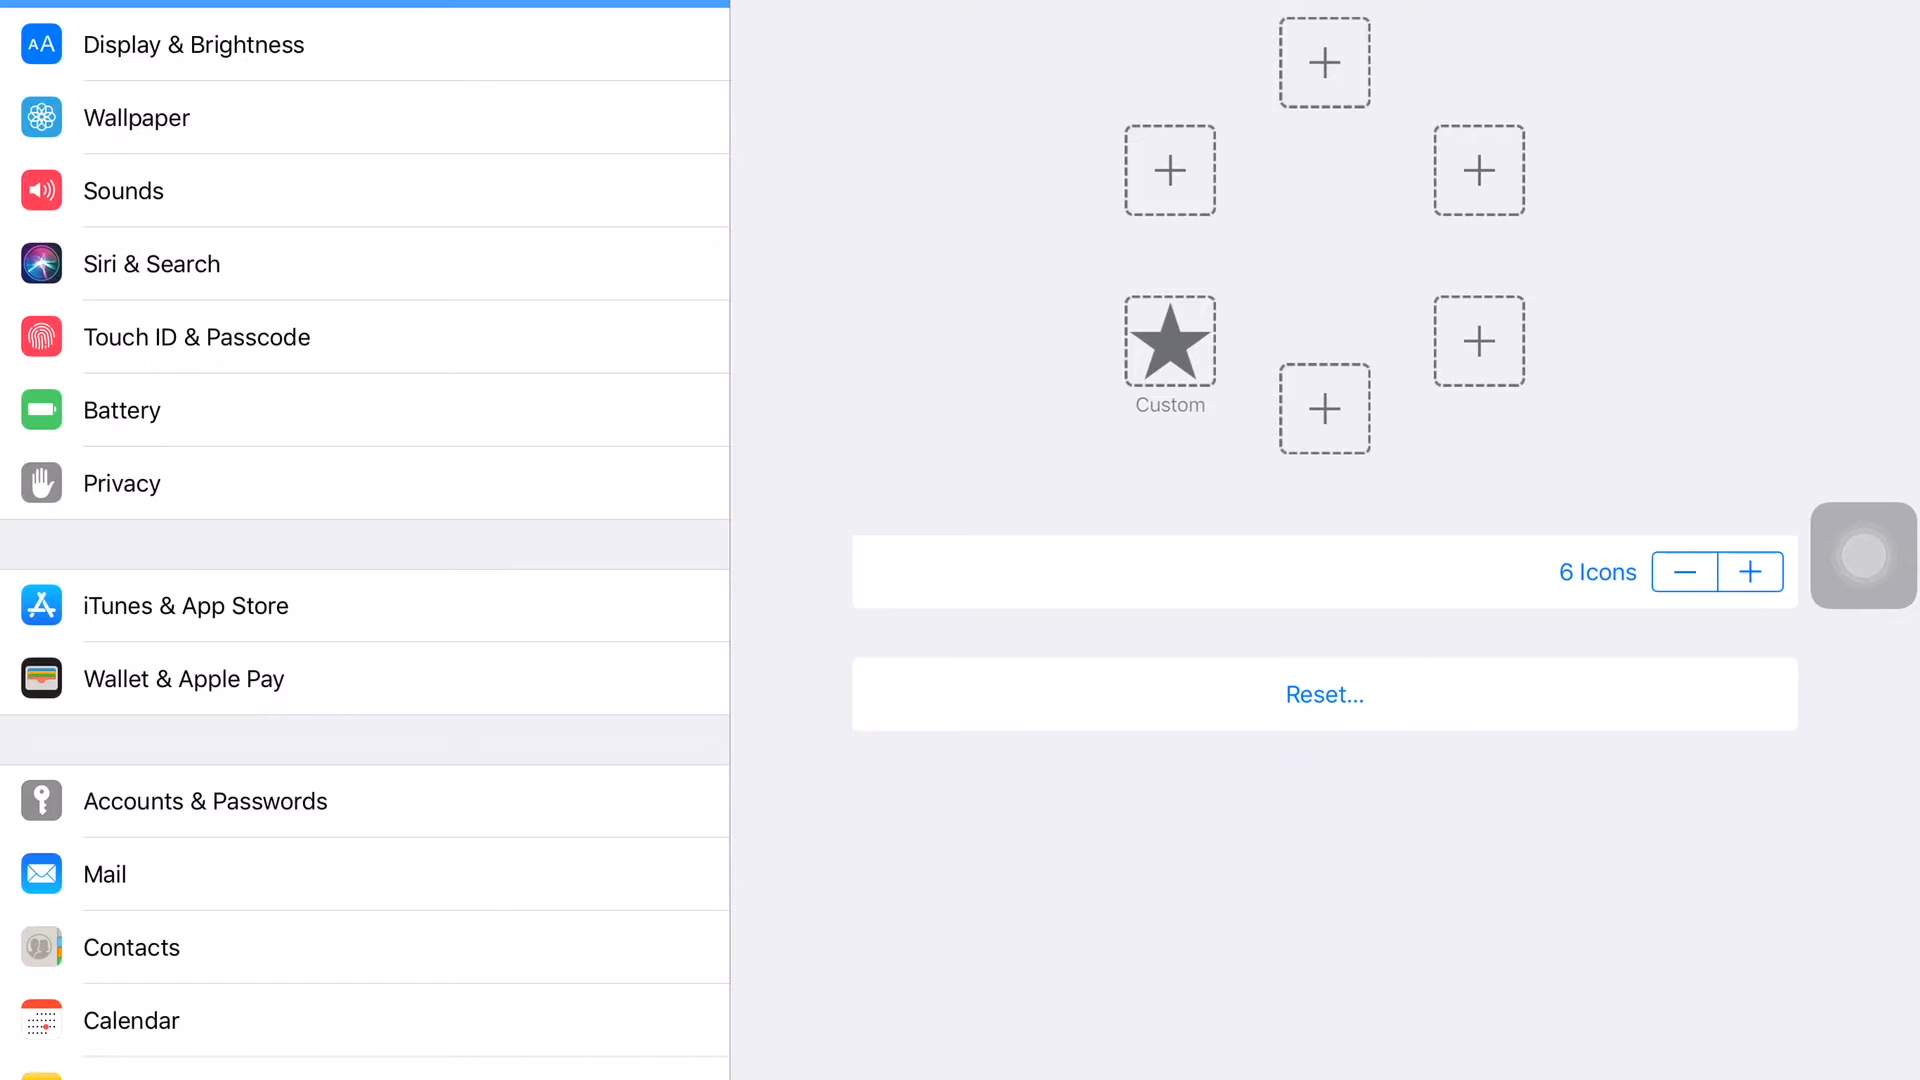 AA
Display & Brightness
Wallpaper
Sounds
Siri & Search
Touch ID & Passcode
Battery
Privacy
iTunes & App Store
Wallet & Apple Pay
Accounts & Passwords
Mail
Contacts
Calendar
Custom
6 Icons
Reset...